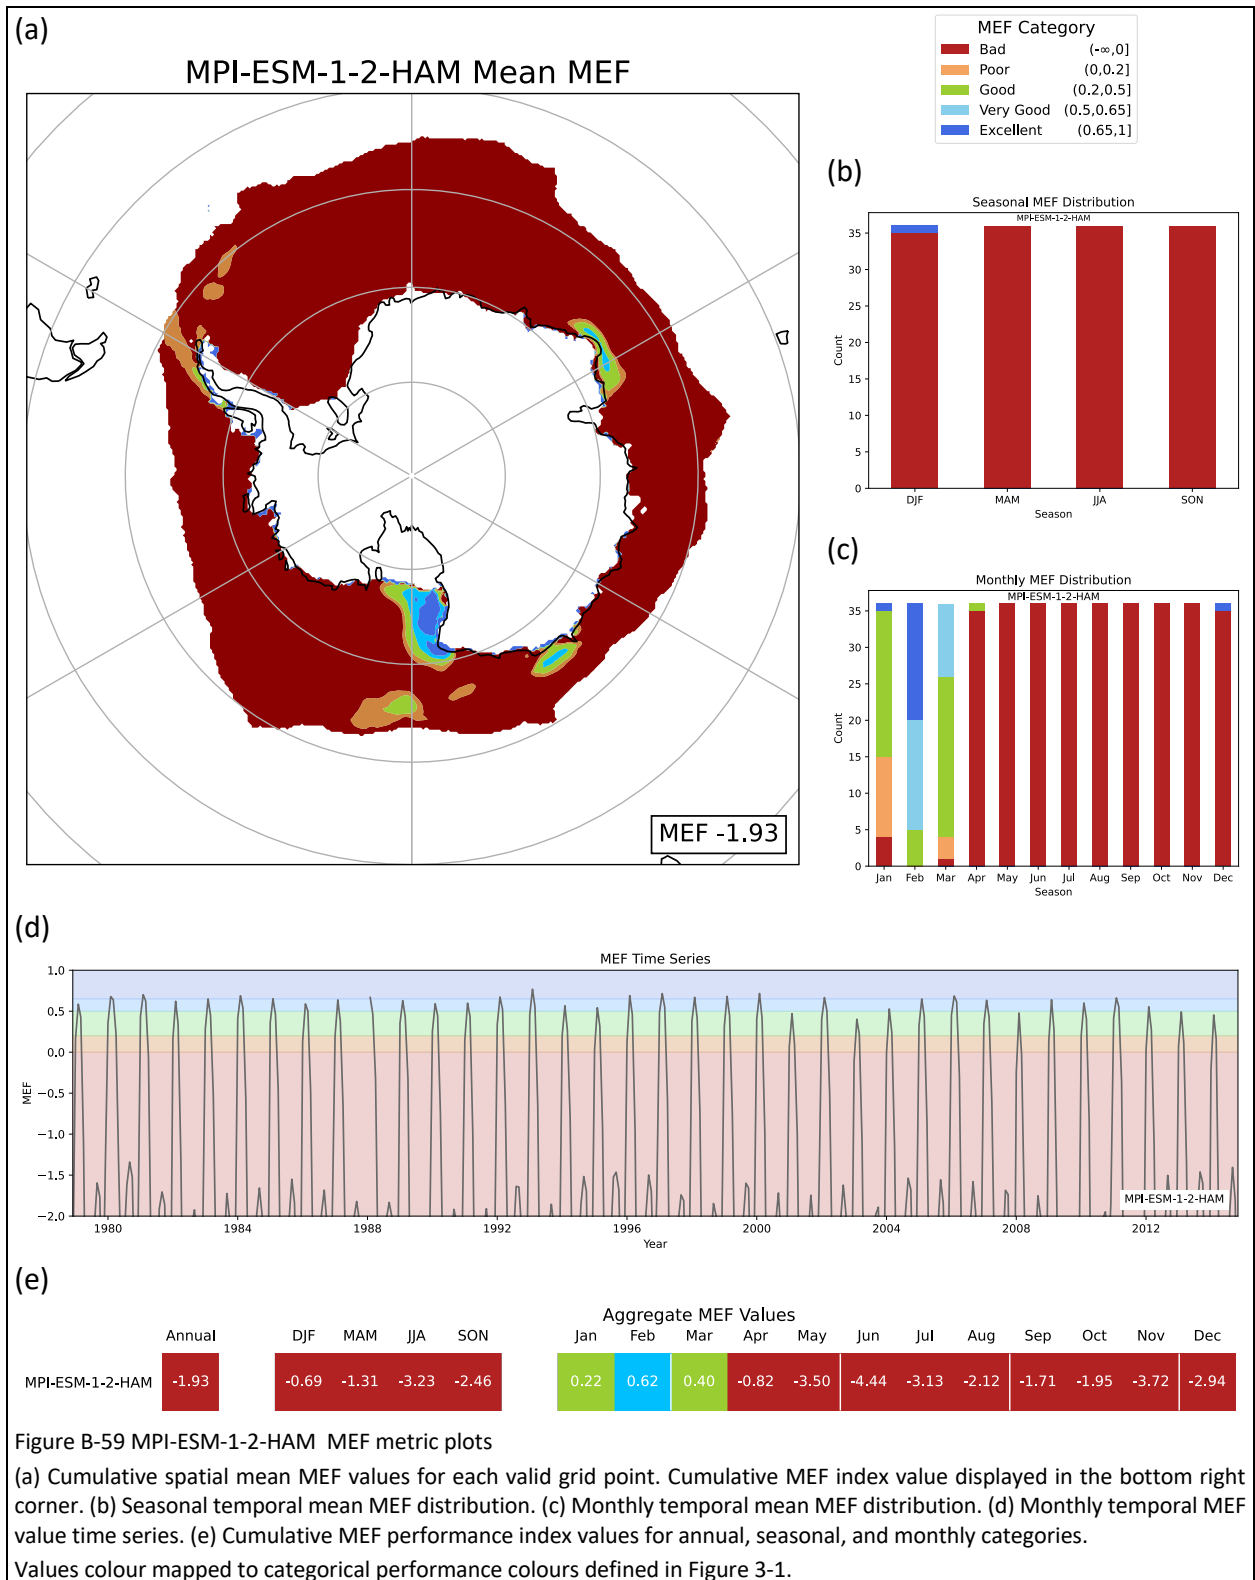 (a)
MPI-ESM-1-2-HAM Mean MEF
MEF -1.93
MEF Category
Bad (-∞,0]
Poor (0,0.2]
Good (0.2,0.5]
Very Good (0.5,0.65]
Excellent (0.65,1]
(b)
Seasonal MEF Distribution
MPI-ESM-1-2-HAM
35
30
25
20
15
10
5
0
Count
DJF MAM JJA SON
Season
(c)
Monthly MEF Distribution
MPI-ESM-1-2-HAM
35
30
25
20
15
10
5
0
Count
Jan Feb Mar Apr May Jun Jul Aug Sep Oct Nov Dec
Season
(d)
MEF Time Series
1.0
0.5
0.0
−0.5
−1.0
−1.5
−2.0
MEF
MPI-ESM-1-2-HAM
1980 1984 1988 1992 1996 2000 2004 2008 2012
Year
(e)
Aggregate MEF Values
Annual DJF MAM JJA SON Jan Feb Mar Apr May Jun Jul Aug Sep Oct Nov Dec
MPI-ESM-1-2-HAM -1.93 -0.69 -1.31 -3.23 -2.46 0.22 0.62 0.40 -0.82 -3.50 -4.44 -3.13 -2.12 -1.71 -1.95 -3.72 -2.94
Figure B-59 MPI-ESM-1-2-HAM MEF metric plots
(a) Cumulative spatial mean MEF values for each valid grid point. Cumulative MEF index value displayed in the bottom right
corner. (b) Seasonal temporal mean MEF distribution. (c) Monthly temporal mean MEF distribution. (d) Monthly temporal MEF
value time series. (e) Cumulative MEF performance index values for annual, seasonal, and monthly categories.
Values colour mapped to categorical performance colours defined in Figure 3-1.